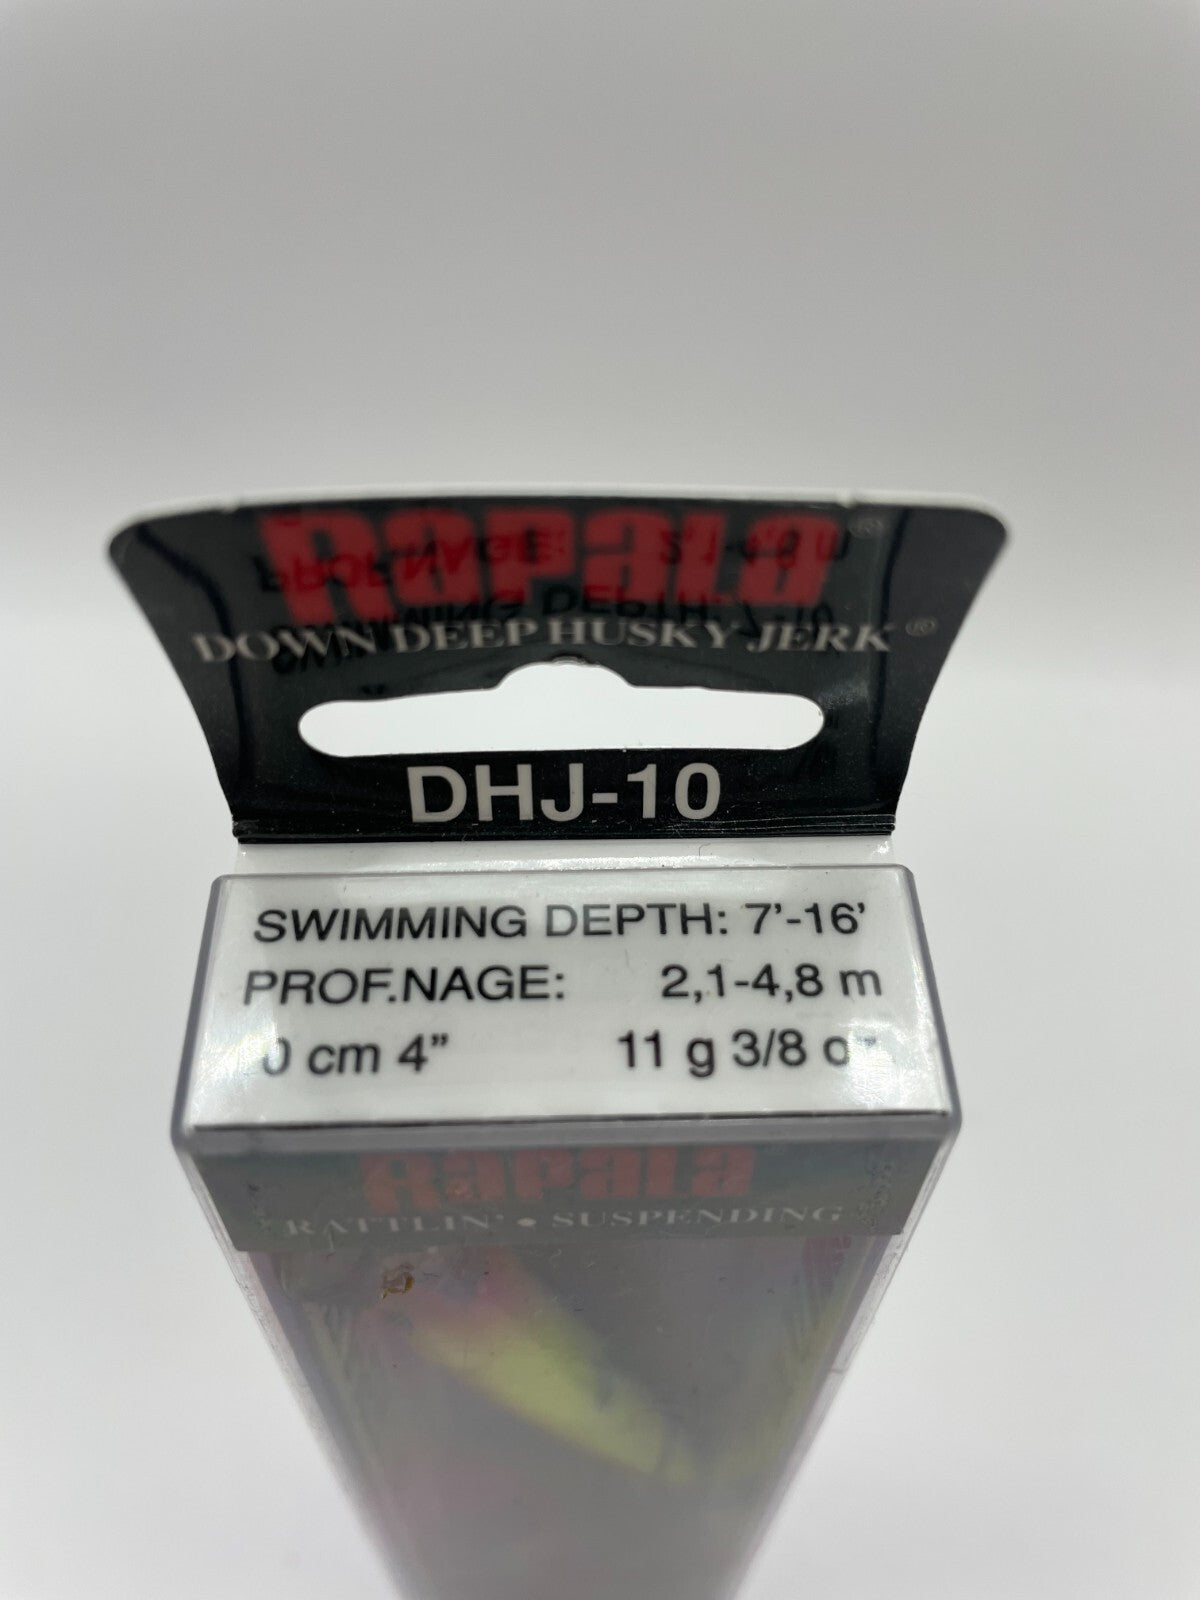 RAPALA®
DOWN DEEP HUSKY JERK®
DHJ-10
SWIMMING DEPTH: 7'-16'
PROF.NAGE: 2,1-4,8 m
cm 4” 11 g 3/8
RAPALA
RATTLIN' • SUSPENDING